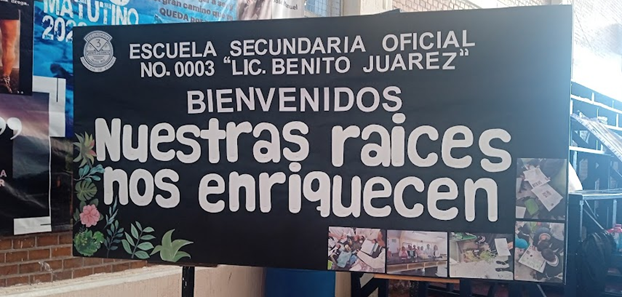 MATUTINO
ESCUELA SECUNDARIA OFICIAL
NO. 0003 "LIC. BENITO JUAREZ"
BIENVENIDOS
Nuestras raices
nos enriquecen